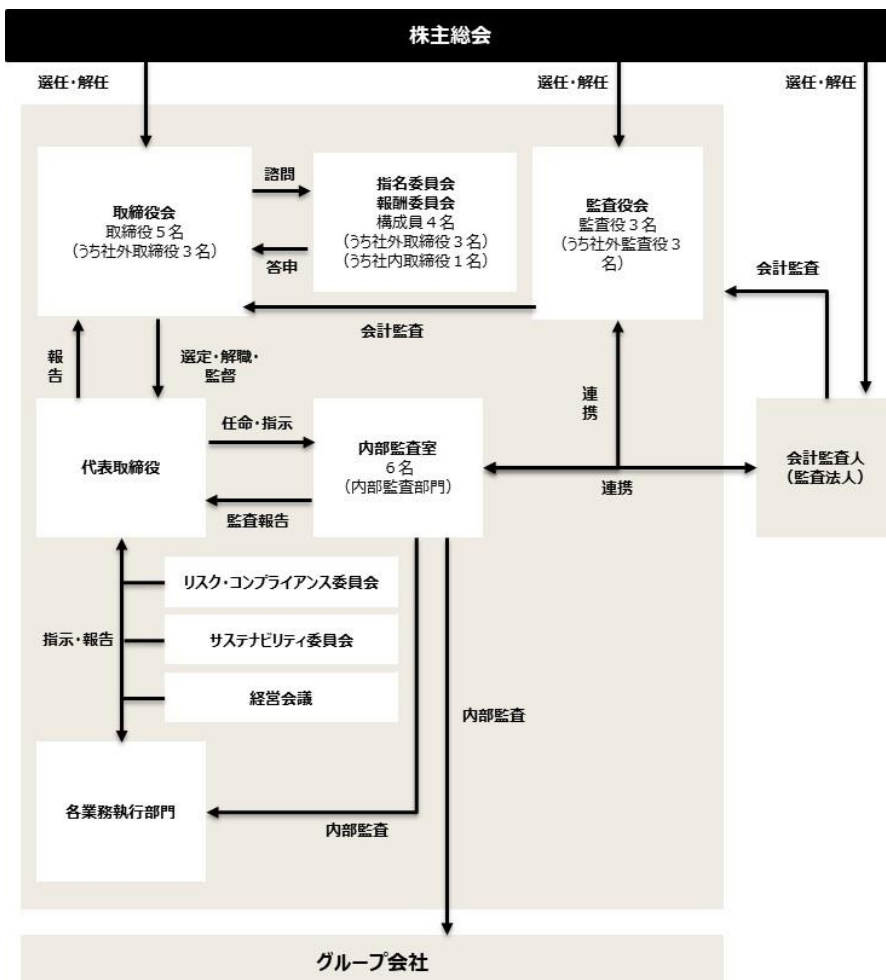 株主総会
選任・解任
選任・解任
選任・解任
取締役会
取締役５名
（うち社外取締役３名）
諮問
答申
指名委員会
報酬委員会
構成員４名
（うち社外取締役３名）
（うち社内取締役１名）
監査役会
監査役３名
（うち社外監査役３
名）
会計監査
会計監査
報
告
選定・解職・
監督
連
携
代表取締役
任命・指示
監査報告
内部監査室
６名
（内部監査部門）
連携
会計監査人
（監査法人）
リスク・コンプライアンス委員会
指示・報告
サステナビリティ委員会
経営会議
内部監査
各業務執行部門
内部監査
グループ会社